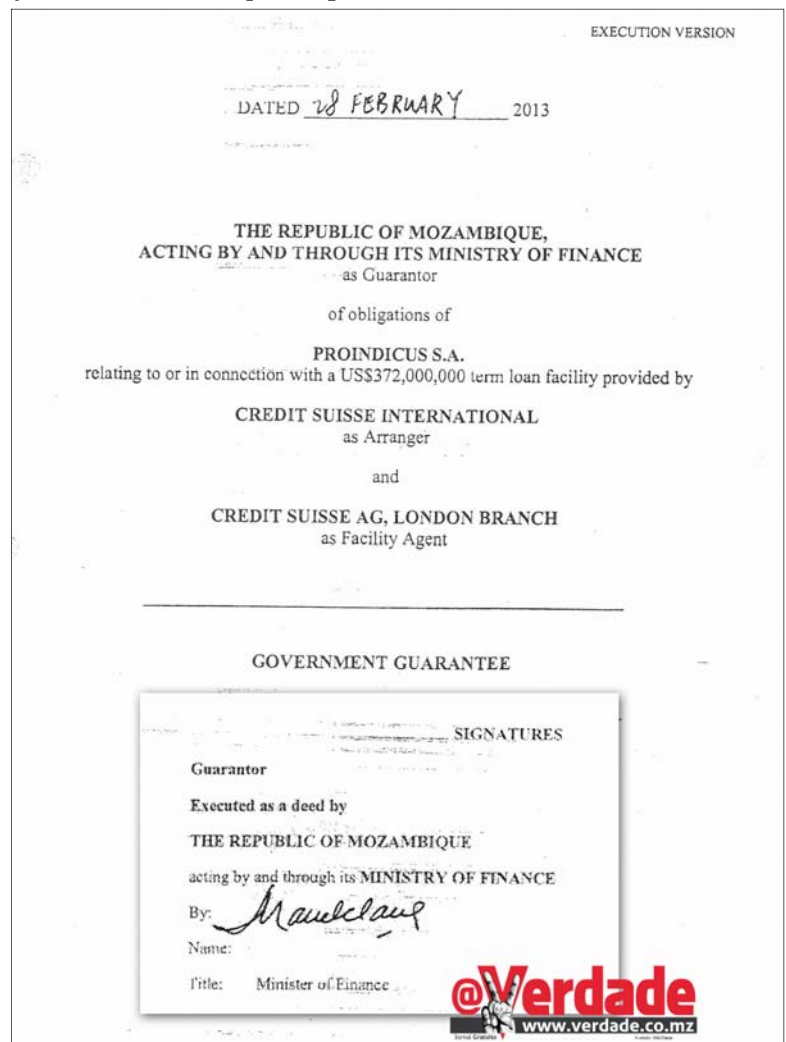 EXECUTION VERSION
DATED 28 FEBRUARY 2013
THE REPUBLIC OF MOZAMBIQUE,
ACTING BY AND THROUGH ITS MINISTRY OF FINANCE
as Guarantor
of obligations of
PROINDICUS S.A.
relating to or in connection with a US$372,000,000 term loan facility provided by
CREDIT SUISSE INTERNATIONAL
as Arranger
and
CREDIT SUISSE AG, LONDON BRANCH
as Facility Agent
GOVERNMENT GUARANTEE
SIGNATURES
Guarantor
Executed as a deed by
THE REPUBLIC OF MOZAMBIQUE
acting by and through its MINISTRY OF FINANCE
By:
Name:
Title: Minister of Finance
@Verdade
www.verdade.co.mz
Jornal Gratuito